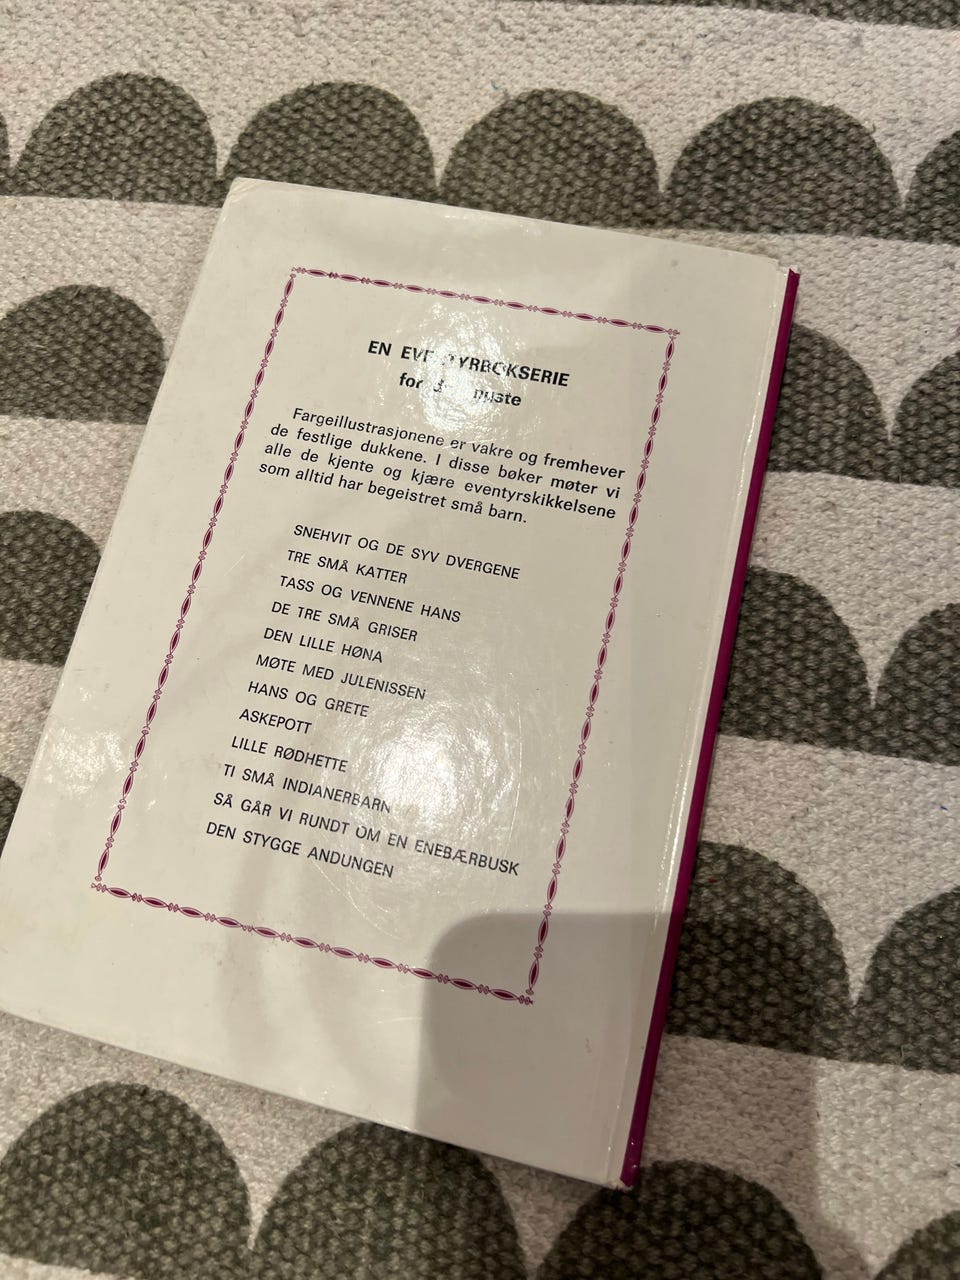 EN BOKSERIE
for
Fargeillustrasjonene er vakre og fremhever
de festlige dukkene. I disse bøker møter vi
alle de kjente og kjære eventyrskikkelsene
som alltid har begeistret små barn.
SNEHVIT OG DE SYV DVERGENE
TRE SMÅ KATTER
TASS OG VENNENE HANS
DE TRE SMÅ GRISER
DEN LILLE HØNA
MØTE MED JULENISSEN
HANS OG GRETE
ASKEPOTT
LILLE RØDHETTE
TI SMÅ INDIANERBARN
SÅ GÅR VI RUNDT OM EN ENEBÆRBUSK
DEN STYGGE ANDUNGEN